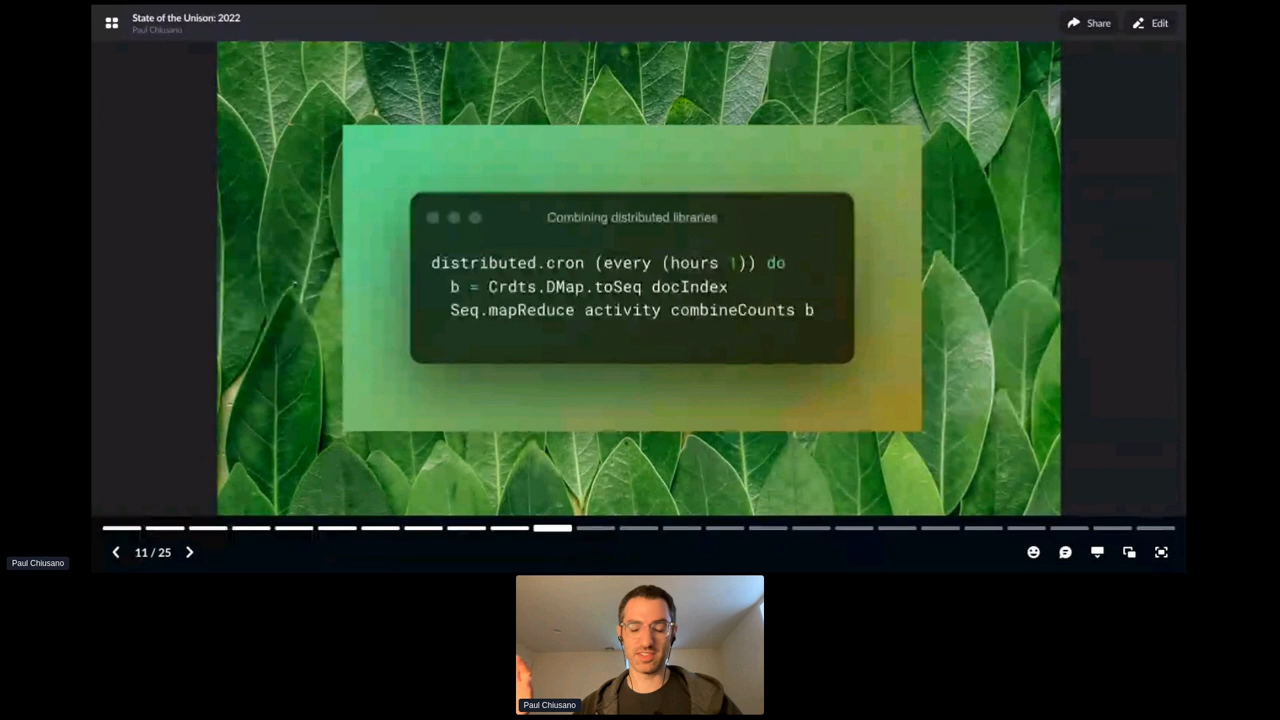 State of the Unison: 2022
Paul Chiusano
Share
Edit
Combining distributed libraries
distributed.cron (every (hours 1)) do
b = Crdts.DMap.toSeq docIndex
Seq.mapReduce activity combineCounts b
11 / 25
Paul Chiusano
Paul Chiusano